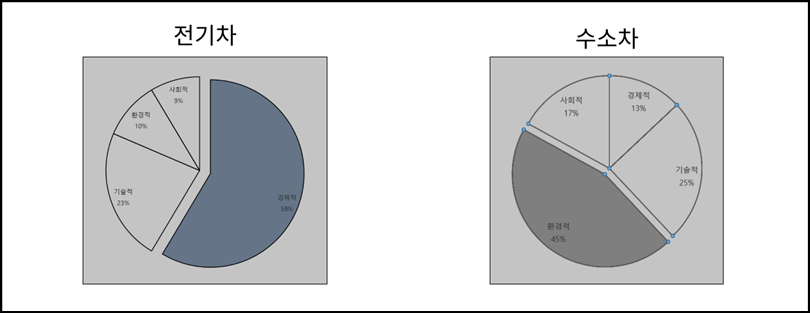 전기차
수소차
사회적
9%
환경적
10%
기술적
23%
경제적
58%
사회적
17%
경제적
13%
기술적
25%
환경적
45%